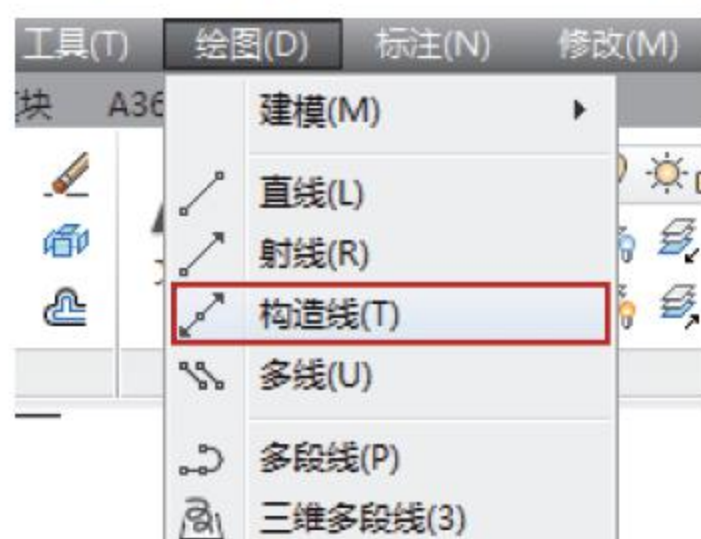 工具(T) 绘图(D) 标注(N) 修改(M)
块 A36
建模(M)
直线(L)
射线(R)
构造线(T)
多线(U)
多段线(P)
三维多段线(3)